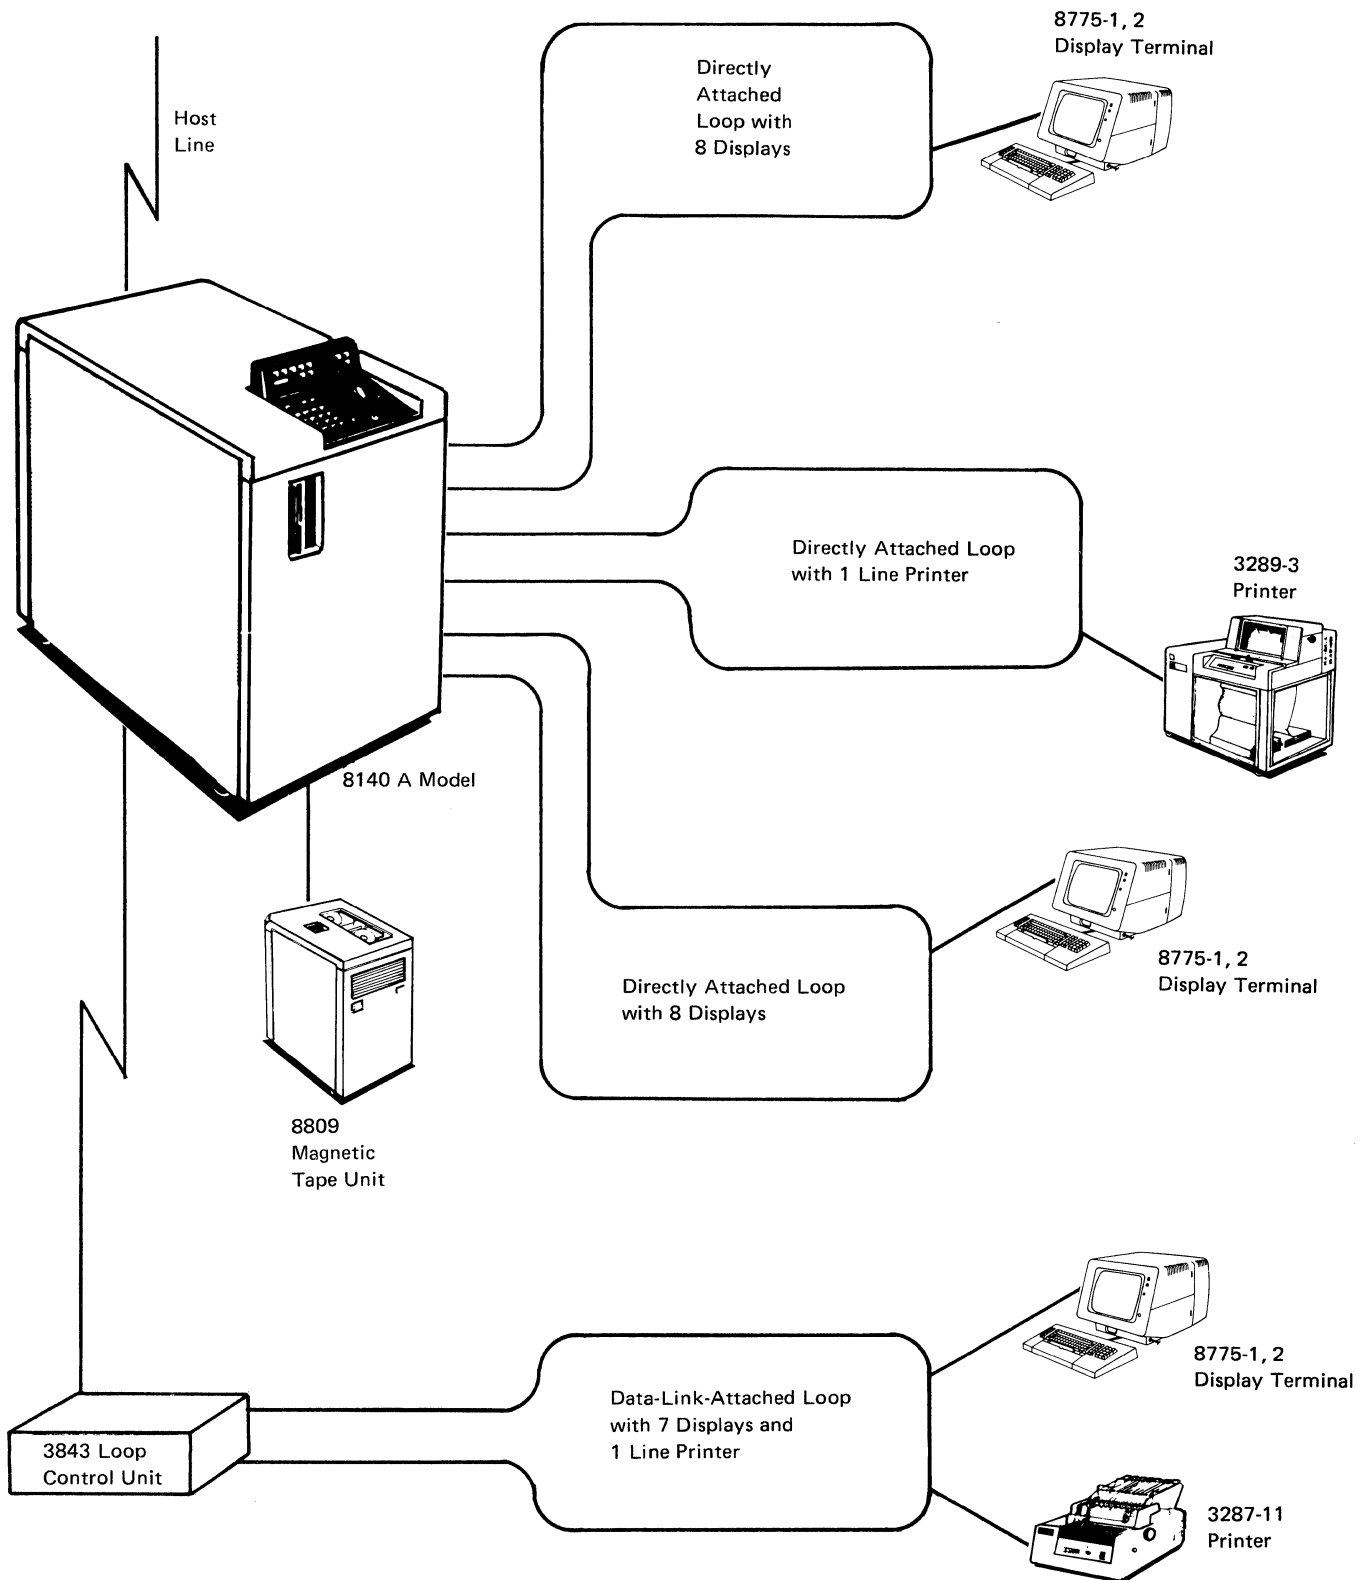 8775-1, 2
Display Terminal
Directly
Attached
Loop with
8 Displays
Host
Line
Directly Attached Loop
with 1 Line Printer
3289-3
Printer
8140 A Model
8775-1, 2
Display Terminal
Directly Attached Loop
with 8 Displays
8809
Magnetic
Tape Unit
8775-1, 2
Display Terminal
Data-Link-Attached Loop
with 7 Displays and
1 Line Printer
3843 Loop
Control Unit
3287-11
Printer